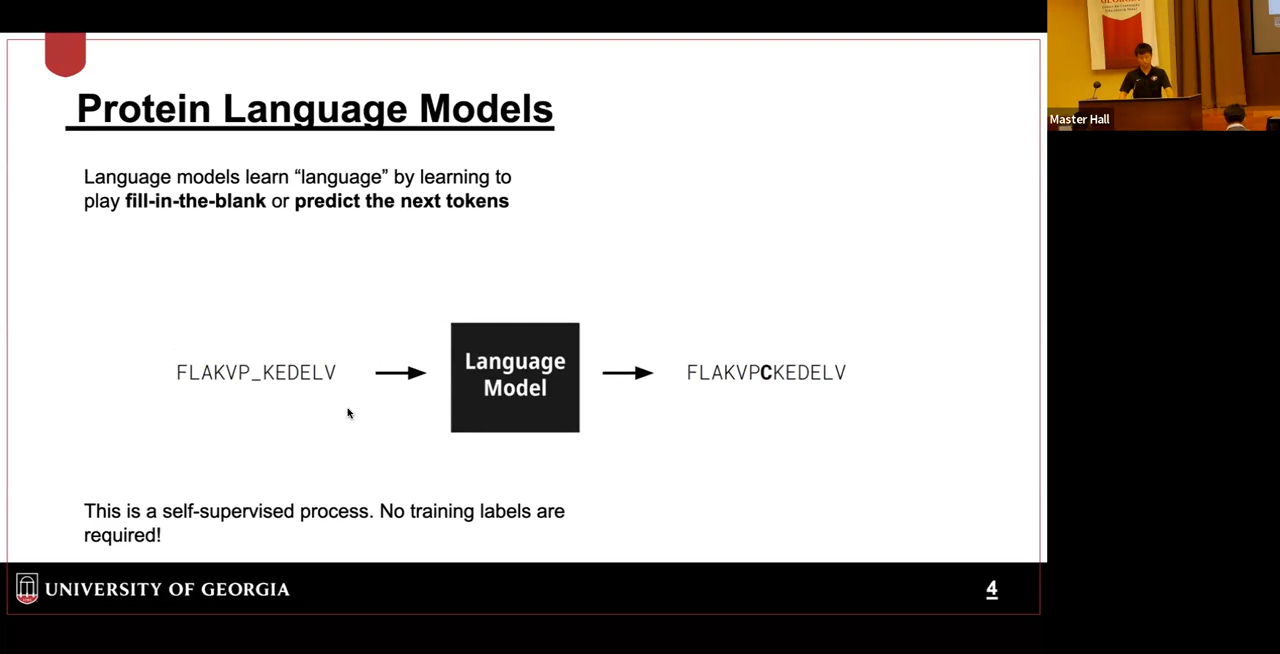 Protein Language Models
Language models learn “language” by learning to
play fill-in-the-blank or predict the next tokens
FLAKVP_KEDELV
Language
Model
FLAKVPCKEDELV
This is a self-supervised process. No training labels are
required!
UNIVERSITY OF GEORGIA
4
GEORGIA
Master Hall